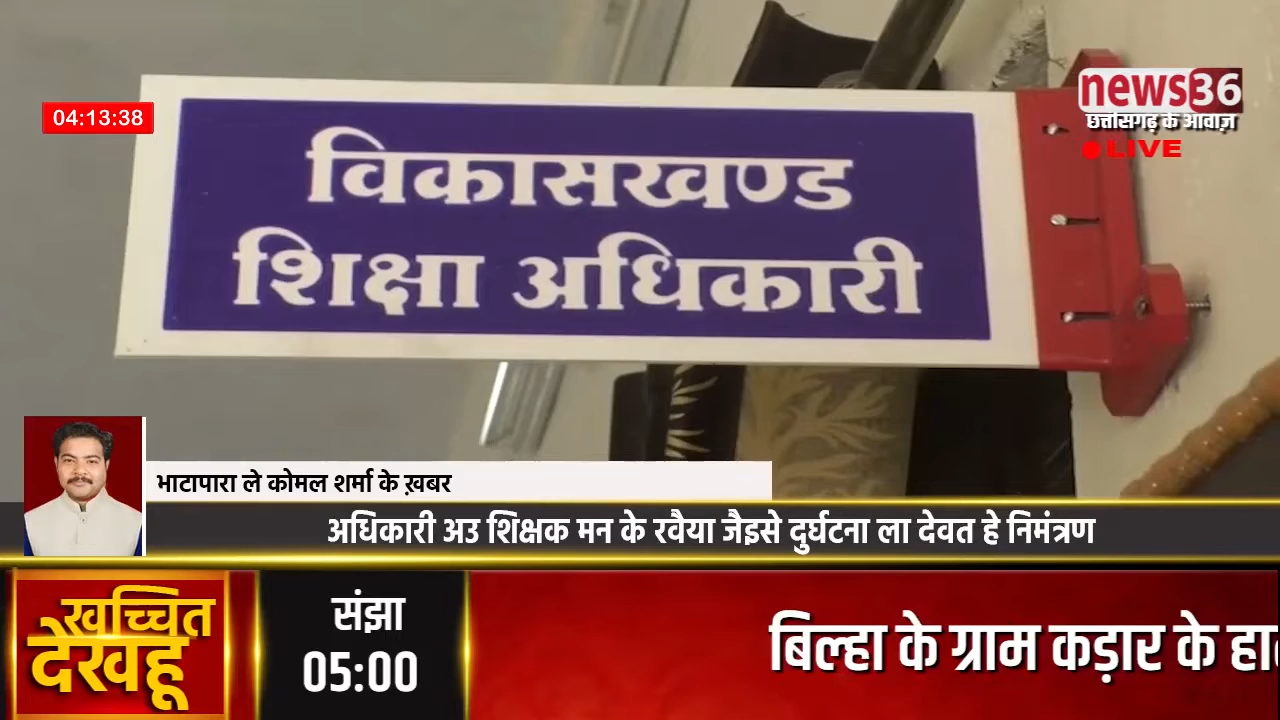 04:13:38
विकासखण्ड
शिक्षा अधिकारी
news36
छत्तीसगढ़ के आवाज़
LIVE
भाटापारा ले कोमल शर्मा के ख़बर
अधिकारी अउ शिक्षक मन के रवैया जैइसे दुर्घटना ला देवत हे निमंत्रण
खच्चित
देखहू
संझा
05:00
बिल्हा के ग्राम कड़ार के